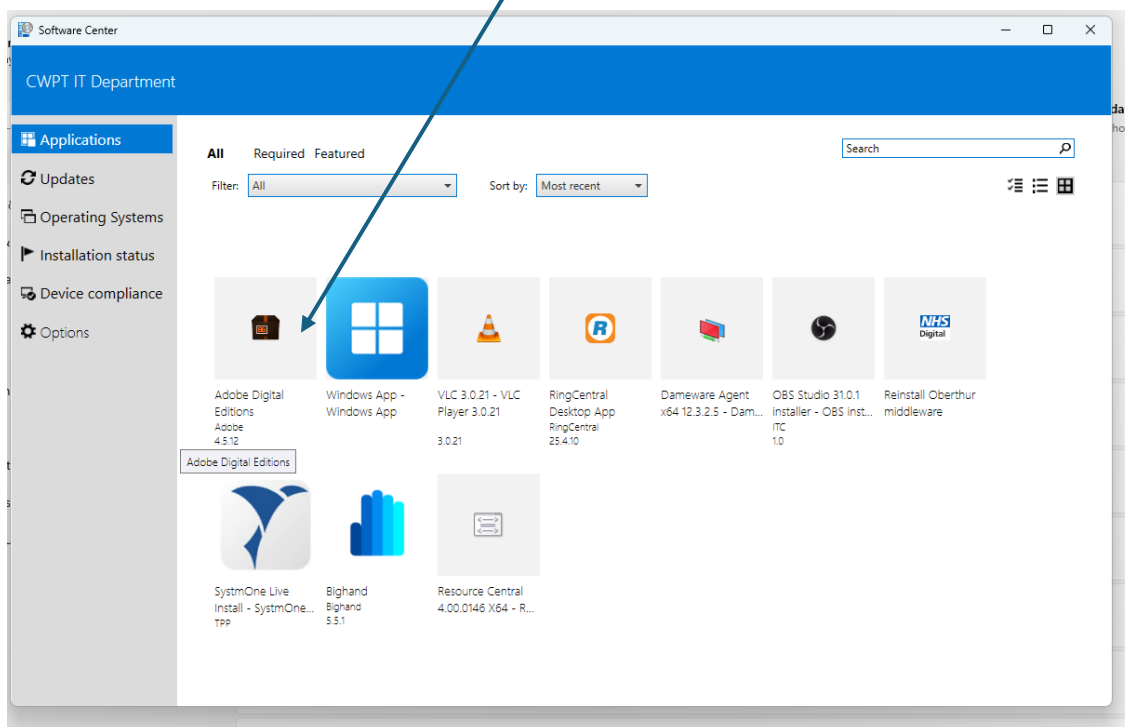 Software Center
CWPT IT Department
Applications
Updates
Operating Systems
Installation status
Device compliance
Options
All Required Featured
Search
Filter: All Sort by: Most recent
Adobe Digital
Editions
Adobe
4.5.12
Windows App -
Windows App
VLC 3.0.21 - VLC
Player 3.0.21
3.0.21
R
RingCentral
Desktop App
RingCentral
25.4.10
Dameware Agent
x64 12.3.2.5 - Dam...
OBS Studio 31.0.1
installer - OBS inst...
ITC
1.0
NHS
Digital
Reinstall Oberthur
middleware
Adobe Digital Editions
SystmOne Live
Install - SystmOne...
TPP
Bighand
Bighand
5.5.1
Resource Central
4.00.0146 X64 - R...